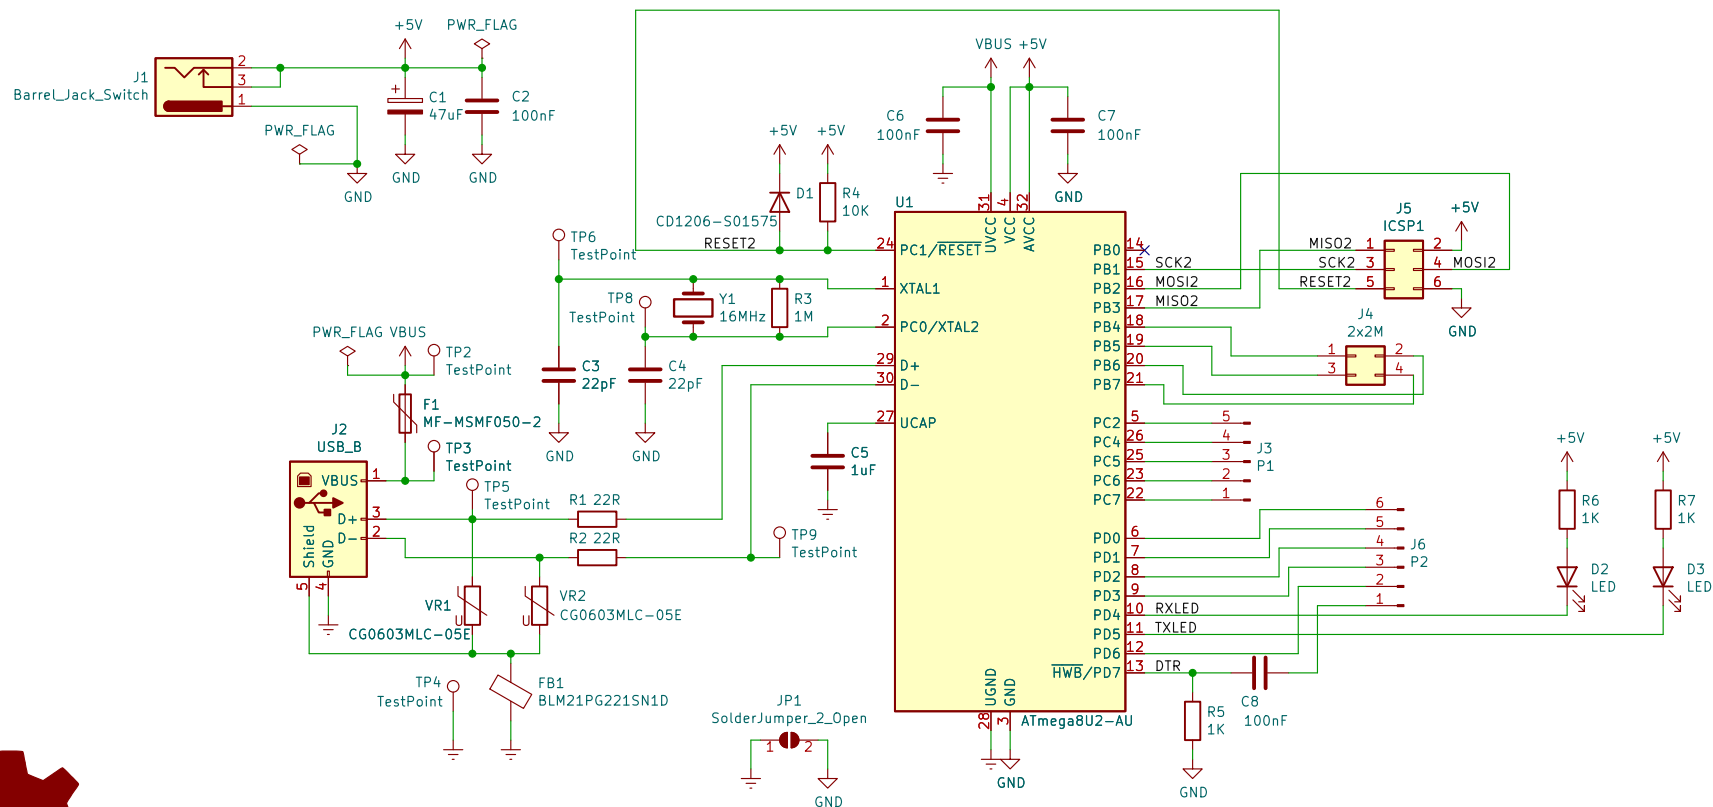 +5V
PWR_FLAG
J1
Barrel_Jack_Switch
2
3
1
+
C1
47uF
C2
100nF
PWR_FLAG
GND
GND
GND
VBUS +5V
C6
100nF
C7
100nF
GND
+5V
+5V
D1
CD1206-S01575
R4
10K
RESET2
TP6
TestPoint
TP8
TestPoint
Y1
16MHz
R3
1M
C3
22pF
C4
22pF
GND
GND
PWR_FLAG VBUS
TP2
TestPoint
F1
MF-MSMF050-2
J2
USB_B
TP3
TestPoint
VBUS
D+
D-
Shield
GND
1
3
2
5
4
TP5
TestPoint
R1 22R
R2 22R
TP9
TestPoint
VR1
CG0603MLC-05E
U
VR2
CG0603MLC-05E
U
TP4
TestPoint
FB1
BLM21PG221SN1D
JP1
SolderJumper_2_Open
1
2
GND
C5
1uF
U1
31
4
32
UVCC
VCC
AVCC
24
PC1/RESET
1
XTAL1
2
PC0/XTAL2
29
D+
30
D-
27
UCAP
UGND
GND
28
3
GND
ATmega8U2-AU
PB0
14
PB1
15
SCK2
PB2
16
MOSI2
PB3
17
MISO2
PB4
18
PB5
19
PB6
20
PB7
21
PC2
5
PC4
26
PC5
25
PC6
23
PC7
22
PD0
6
PD1
7
PD2
8
PD3
9
PD4
10
RXLED
PD5
11
TXLED
PD6
12
HWB/PD7
13
DTR
J5
ICSP1
+5V
MISO2
1
2
SCK2
3
4
MOSI2
RESET2
5
6
GND
J4
2x2M
1
2
3
4
5
4
3
2
1
J3
P1
6
5
4
3
2
1
J6
P2
C8
100nF
R5
1K
GND
+5V
R6
1K
D2
LED
+5V
R7
1K
D3
LED